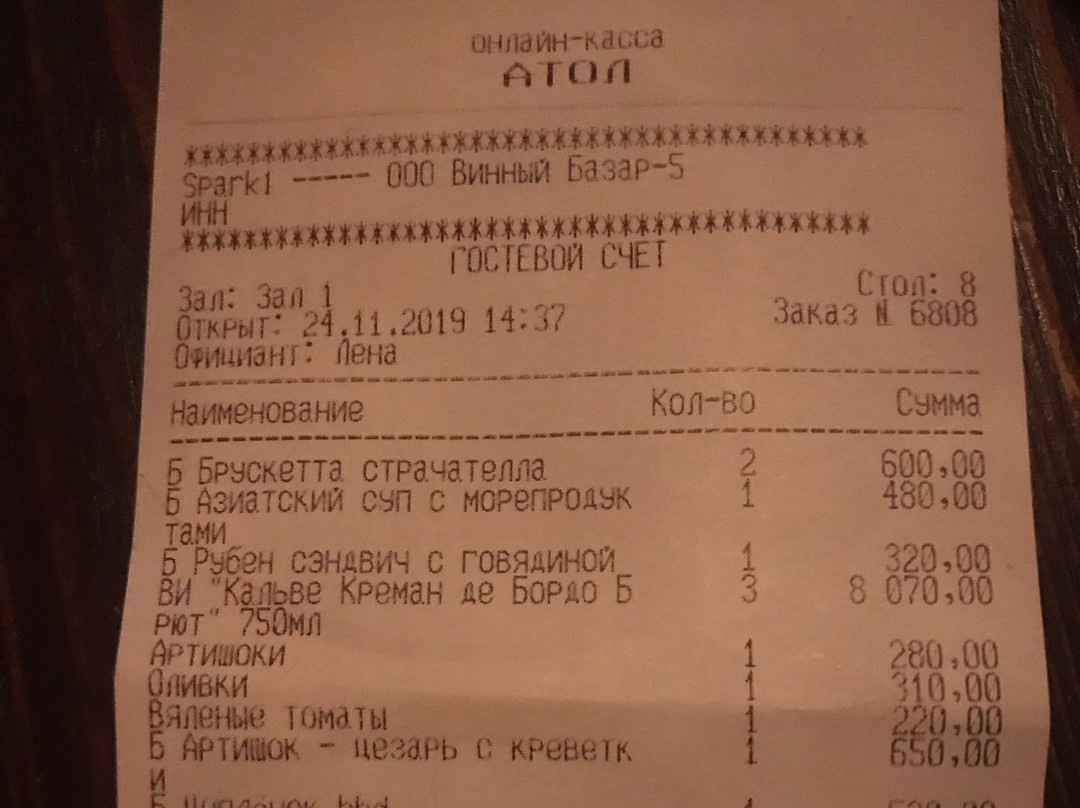 онлайн-касса
АТОЛ
********************************************
Spark1 ----- ООО Винный Базар-5
ИНН
********************************************
ГОСТЕВОЙ СЧЕТ
Зал: Зал 1 Стол: 8
Открыт: 24.11.2019 14:37 Заказ № 6808
Официант: Лена
Наименование Кол-во Сумма
Б Брускетта страчателла 2 600,00
Б Азиатский суп с морепродук 1 480,00
тами
Б Рубен сэндвич с говядиной 1 320,00
ВИ "Кальве Креман де Бордо Б 3 8 070,00
рют" 750мл
Артишоки 1 280,00
Оливки 1 310,00
Вяленые томаты 1 220,00
Б Артишок - цезарь с креветк 1 650,00
и
Б